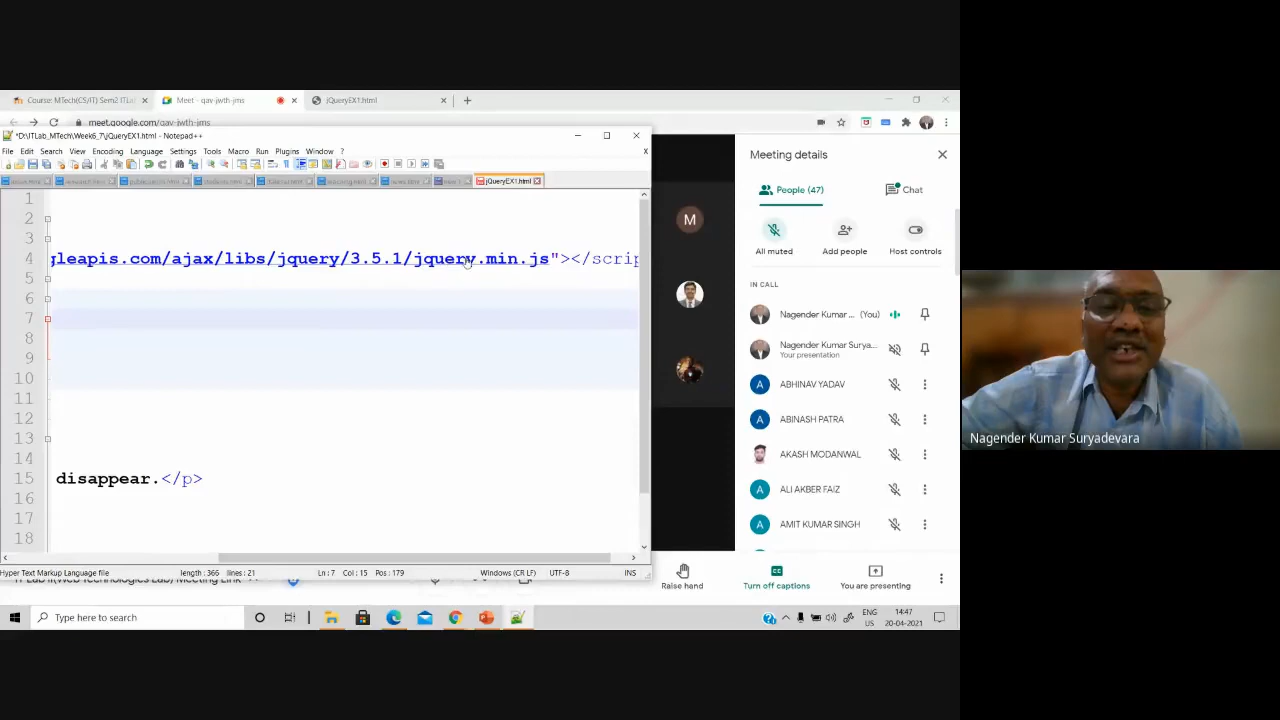 Course: MTech(CS/IT) Sem2 ITLa
Meet - qav-jwth-jms
jQueryEX1.html
meet.google.com/qav-jwth-jms
*D:\ITLab_MTech\Week6_7\jQueryEX1.html - Notepad++
File Edit Search View Encoding Language Settings Tools Macro Run Plugins Window ? X
jQueryEX1.html
1
2
3
4 gleapis.com/ajax/libs/jquery/3.5.1/jquery.min.js"></scrip
5
6
7
8
9
10
11
12
13
14
15 disappear.</p>
16
17
18
Hyper Text Markup Language file length : 366 lines : 21 Ln : 7 Col : 15 Pos : 179 Windows (CR LF) UTF-8 INS
M
Meeting details
People (47)
Chat
All muted
Add people
Host controls
IN CALL
Nagender Kumar ... (You)
Nagender Kumar Surya...
Your presentation
A ABHINAV YADAV
A ABINASH PATRA
AKASH MODANWAL
A ALI AKBER FAIZ
A AMIT KUMAR SINGH
Raise hand
Turn off captions
You are presenting
Type here to search
ENG
US
14:47
20-04-2021
Nagender Kumar Suryadevara